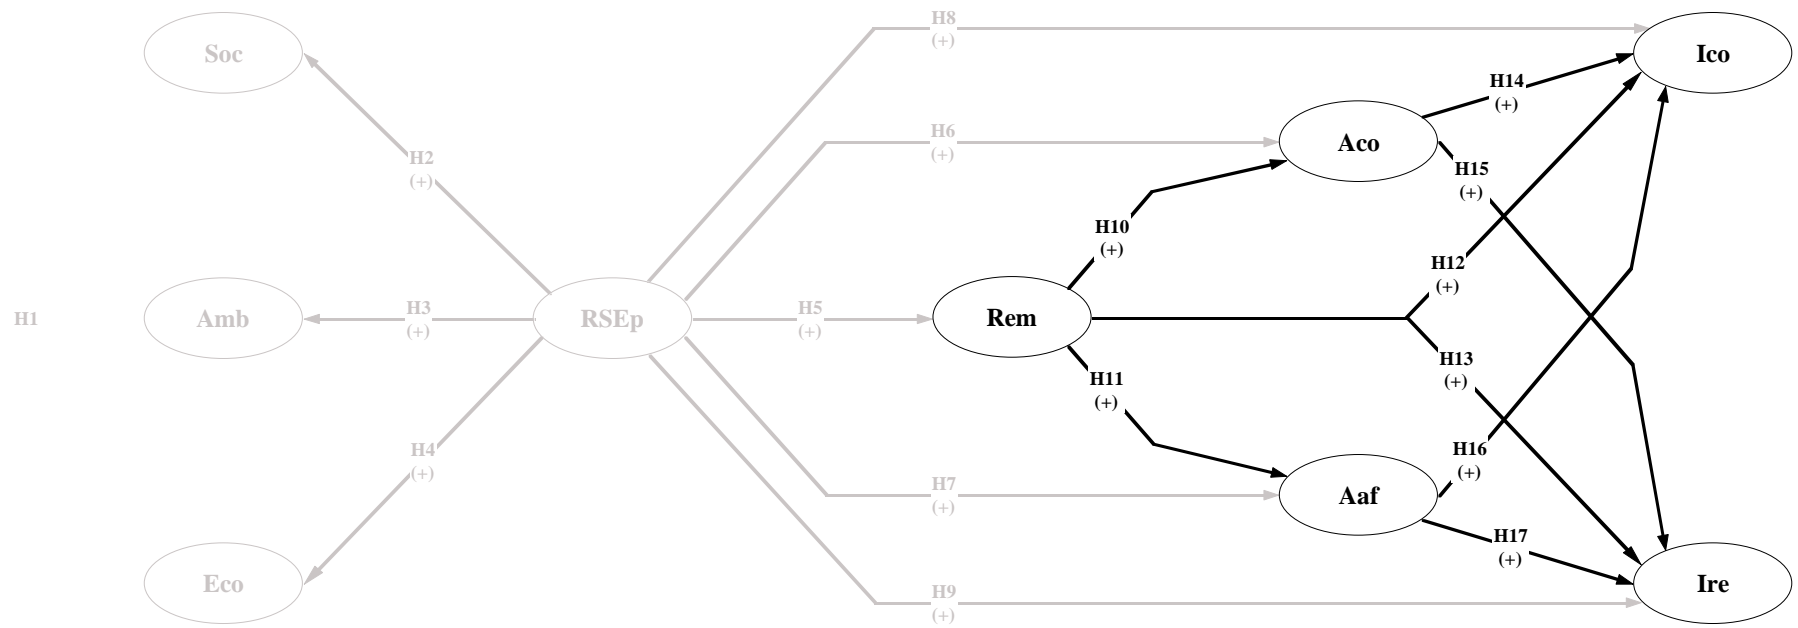 H8
(+)
Soc
Ico
H14
(+)
H6
(+)
Aco
H2
(+)
H15
(+)
H10
(+)
H12
(+)
H1
Amb
H3
(+)
RSEp
H5
(+)
Rem
H13
(+)
H11
(+)
H4
(+)
H16
(+)
H7
(+)
Aaf
H17
(+)
Eco
H9
(+)
Ire